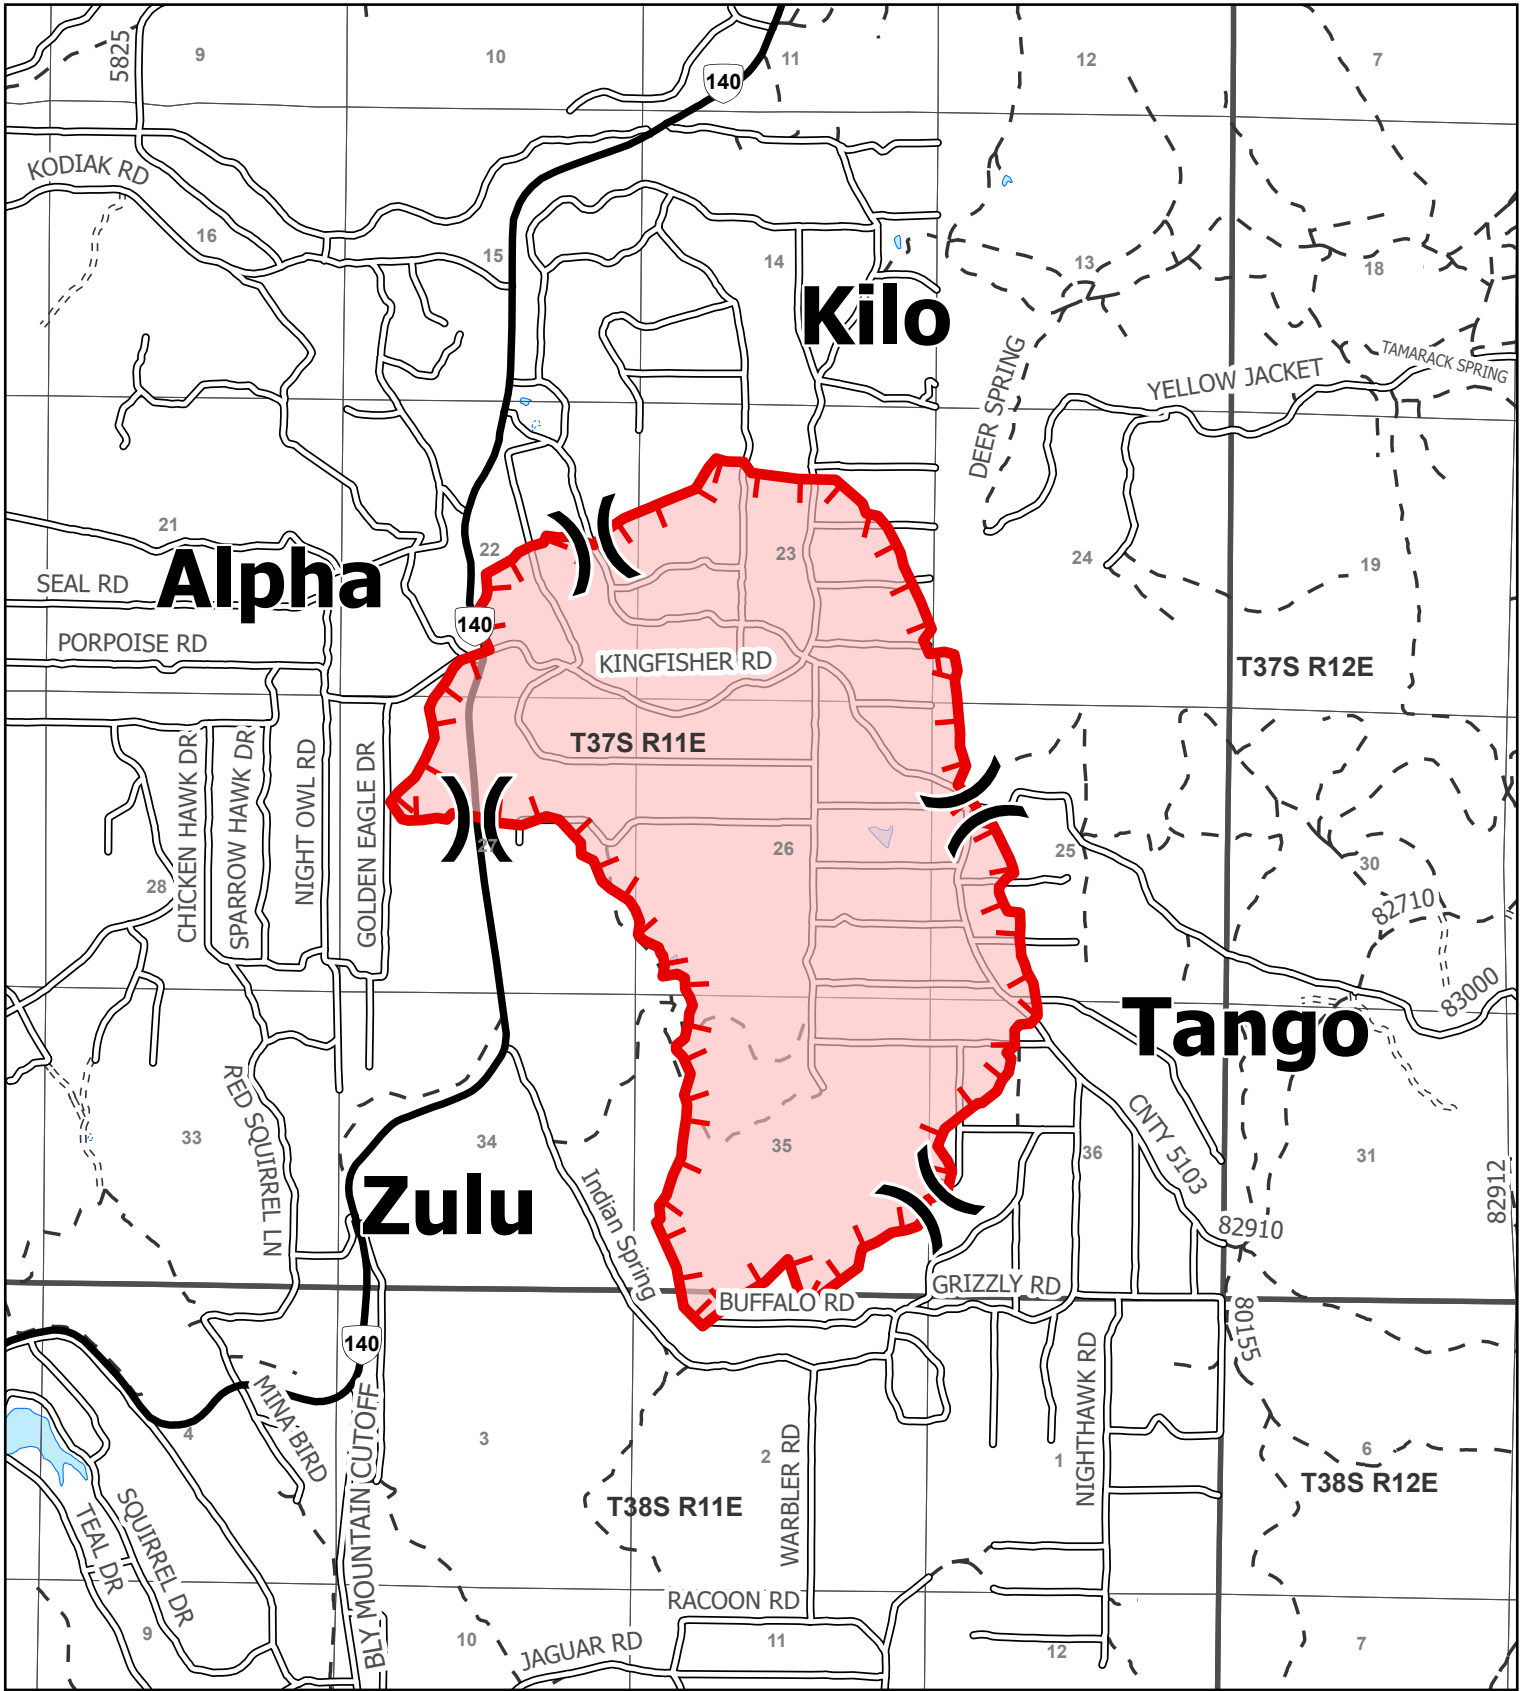 9
10
11
12
7
5825
140
KODIAK RD
16
15
14
13
18
Kilo
DEER SPRING
YELLOW JACKET
TAMARACK SPRING
21
22
23
24
19
SEAL RD
Alpha
140
PORPOISE RD
KINGFISHER RD
T37S R12E
T37S R11E
CHICKEN HAWK DR
SPARROW HAWK DR
NIGHT OWL RD
GOLDEN EAGLE DR
27
26
25
30
28
82710
83000
Tango
RED SQUIRREL LN
33
34
35
36
31
CNTY 5103
82912
Zulu
Indian Spring
82910
GRIZZLY RD
BUFFALO RD
80155
140
MINA BIRD
BLY MOUNTAIN CUTOFF
NIGHTHAWK RD
4
3
2
1
6
WARBLER RD
T38S R11E
T38S R12E
TEAL DR
SQUIRREL DR
RACOON RD
JAGUAR RD
9
10
11
12
7